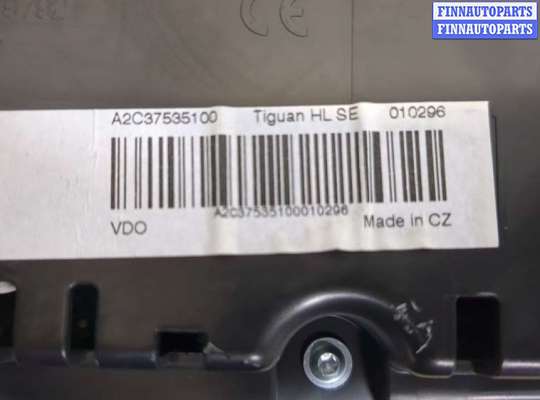 FINNAUTOPARTS
FINNAUTOPARTS
CE
A2C37535100 Tiguan HL SE 010296
A2C37535100010296
VDO Made in CZ